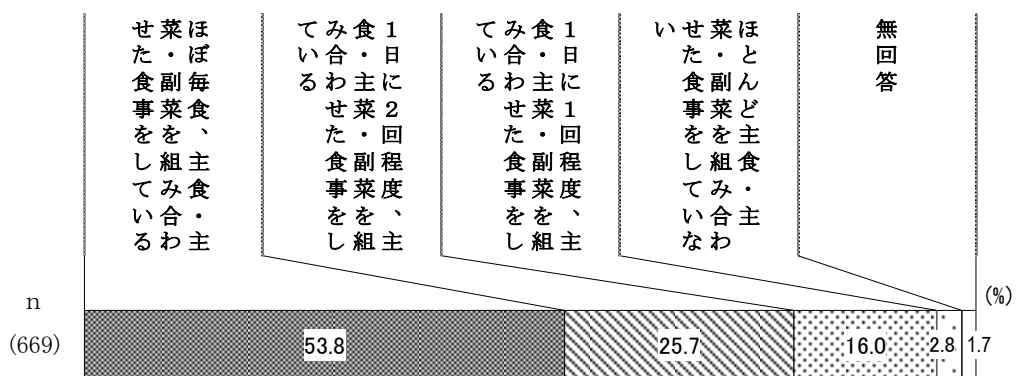 ほぼ毎食、主食・主
菜・副菜を組み合わ
せた食事をしている
1日に2回程度、主
食・主菜・副菜を組
み合わせた食事をし
ている
1日に1回程度、主
食・主菜・副菜を組
み合わせた食事をし
ている
ほとんど主食・主
菜・副菜を組み合わ
せた食事をしていな
い
無回答
(%)
n
(669)
53.8
25.7
16.0
2.8
1.7